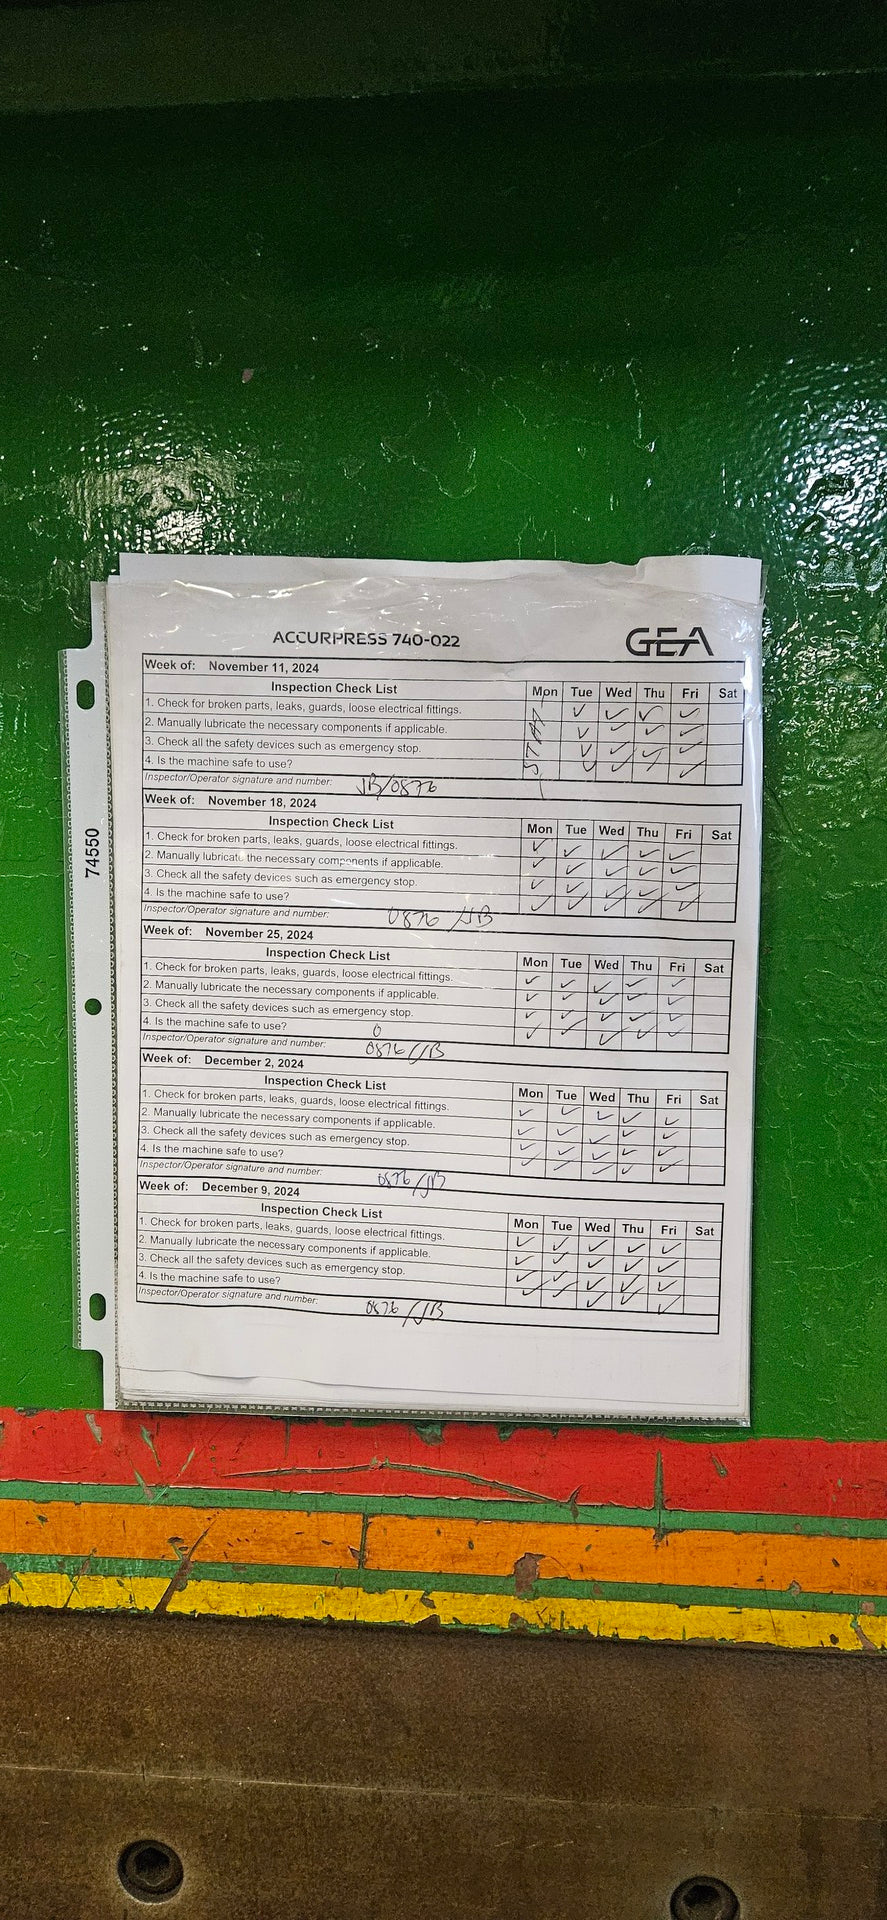 ACCURPRESS 740-022 GEA
Week of: November 11, 2024
Inspection Check List Mon Tue Wed Thu Fri Sat
1. Check for broken parts, leaks, guards, loose electrical fittings. ✓ ✓ ✓ ✓
2. Manually lubricate the necessary components if applicable. ✓ ✓ ✓ ✓
3. Check all the safety devices such as emergency stop. ✓ ✓ ✓ ✓
4. Is the machine safe to use? ✓ ✓ ✓ ✓
STAT
Inspector/Operator signature and number: JB/0876
Week of: November 18, 2024
Inspection Check List Mon Tue Wed Thu Fri Sat
1. Check for broken parts, leaks, guards, loose electrical fittings. ✓ ✓ ✓ ✓ ✓
2. Manually lubricate the necessary components if applicable. ✓ ✓ ✓ ✓ ✓
3. Check all the safety devices such as emergency stop. ✓ ✓ ✓ ✓ ✓
4. Is the machine safe to use? ✓ ✓ ✓ ✓ ✓
Inspector/Operator signature and number: 0876/JB
Week of: November 25, 2024
Inspection Check List Mon Tue Wed Thu Fri Sat
1. Check for broken parts, leaks, guards, loose electrical fittings. ✓ ✓ ✓ ✓ ✓
2. Manually lubricate the necessary components if applicable. ✓ ✓ ✓ ✓ ✓
3. Check all the safety devices such as emergency stop. ✓ ✓ ✓ ✓ ✓
4. Is the machine safe to use? 0 ✓ ✓ ✓ ✓ ✓
Inspector/Operator signature and number: 0876/JB
Week of: December 2, 2024
Inspection Check List Mon Tue Wed Thu Fri Sat
1. Check for broken parts, leaks, guards, loose electrical fittings. ✓ ✓ ✓ ✓ ✓
2. Manually lubricate the necessary components if applicable. ✓ ✓ ✓ ✓ ✓
3. Check all the safety devices such as emergency stop. ✓ ✓ ✓ ✓ ✓
4. Is the machine safe to use? ✓ ✓ ✓ ✓ ✓
Inspector/Operator signature and number: 0876/JB
Week of: December 9, 2024
Inspection Check List Mon Tue Wed Thu Fri Sat
1. Check for broken parts, leaks, guards, loose electrical fittings. ✓ ✓ ✓ ✓ ✓
2. Manually lubricate the necessary components if applicable. ✓ ✓ ✓ ✓ ✓
3. Check all the safety devices such as emergency stop. ✓ ✓ ✓ ✓ ✓
4. Is the machine safe to use? ✓ ✓ ✓ ✓ ✓
Inspector/Operator signature and number: 0876/JB
74550